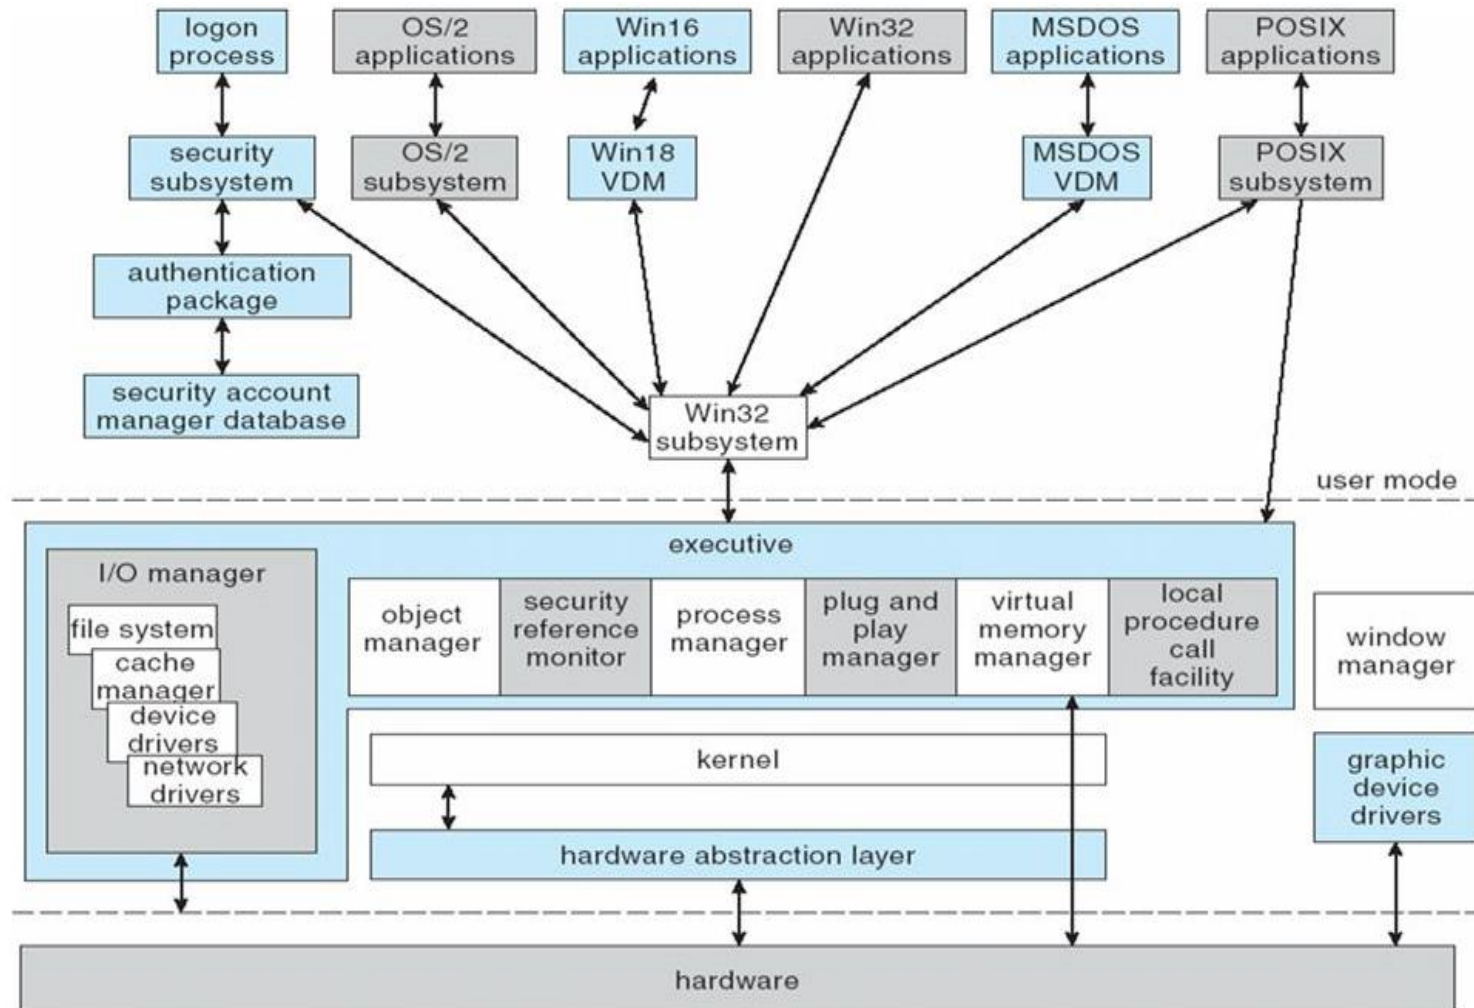 logon
process
OS/2
applications
Win16
applications
Win32
applications
MSDOS
applications
POSIX
applications
security
subsystem
OS/2
subsystem
Win18
VDM
MSDOS
VDM
POSIX
subsystem
authentication
package
security account
manager database
Win32
subsystem
user mode
executive
I/O manager
file system
cache
manager
device
drivers
network
drivers
object
manager
security
reference
monitor
process
manager
plug and
play
manager
virtual
memory
manager
local
procedure
call
facility
window
manager
kernel
graphic
device
drivers
hardware abstraction layer
hardware